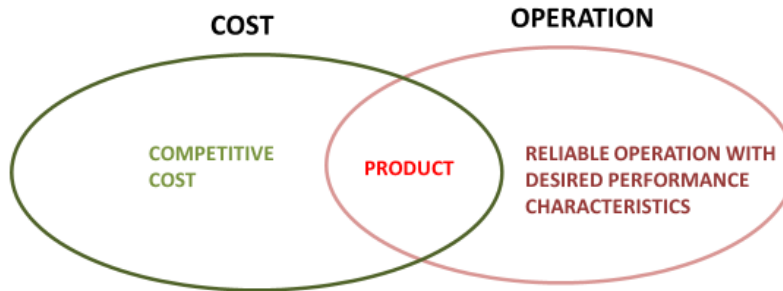 COST
OPERATION
COMPETITIVE
COST
PRODUCT
RELIABLE OPERATION WITH
DESIRED PERFORMANCE
CHARACTERISTICS